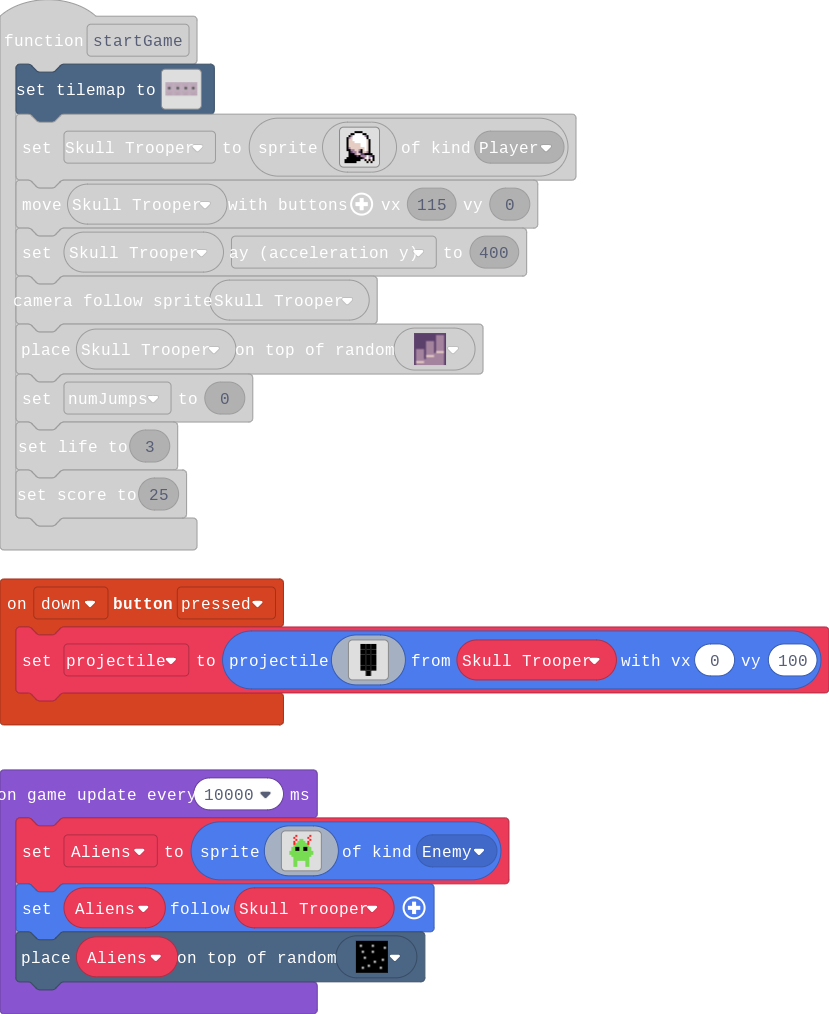 function startGame
set tilemap to
set Skull Trooper to sprite of kind Player
move Skull Trooper with buttons vx 115 vy 0
set Skull Trooper ay (acceleration y) to 400
camera follow sprite Skull Trooper
place Skull Trooper on top of random
set numJumps to 0
set life to 3
set score to 25
on down button pressed
set projectile to projectile from Skull Trooper with vx 0 vy 100
on game update every 10000 ms
set Aliens to sprite of kind Enemy
set Aliens follow Skull Trooper
place Aliens on top of random